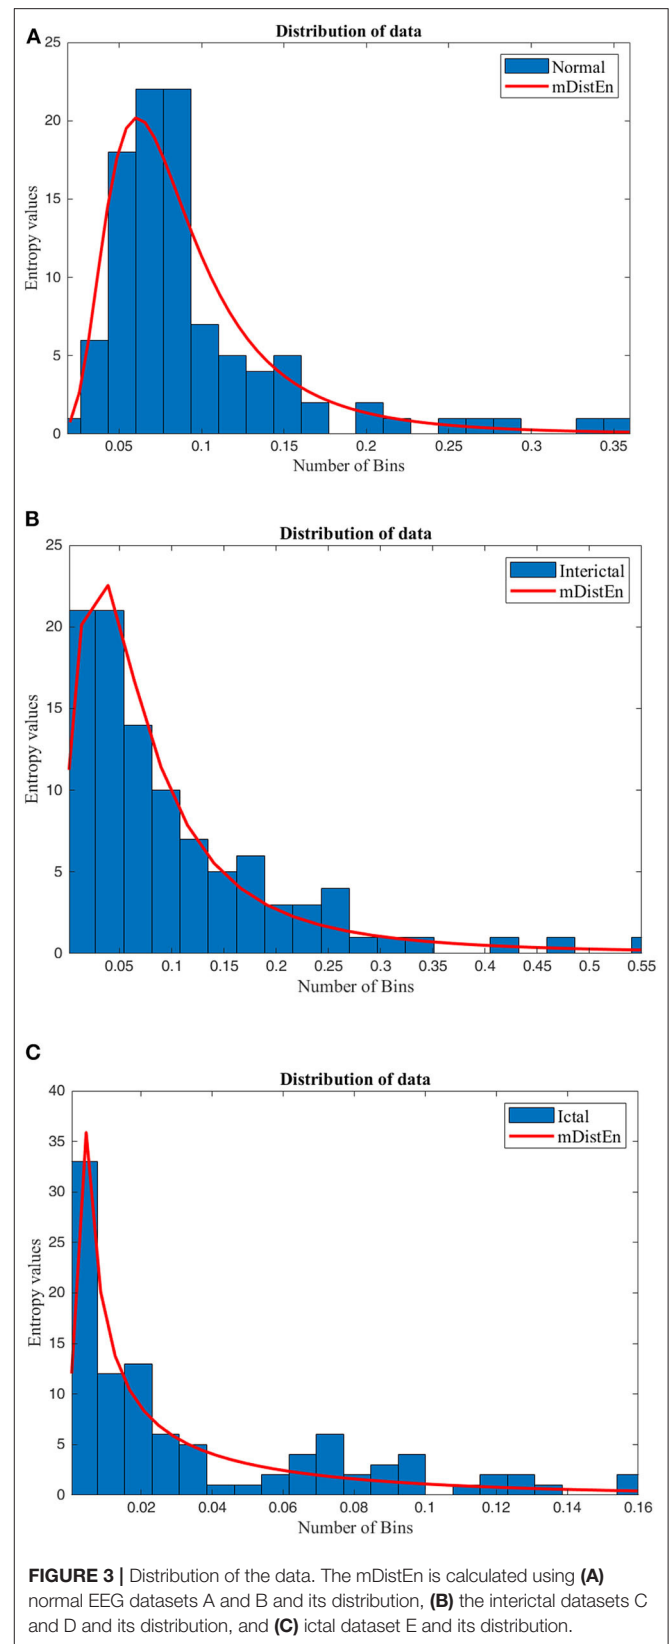 A
Distribution of data
Normal
mDistEn
Entropy values
25
20
15
10
5
0
0.05 0.1 0.15 0.2 0.25 0.3 0.35
Number of Bins
B
Distribution of data
Interictal
mDistEn
Entropy values
25
20
15
10
5
0
0.05 0.1 0.15 0.2 0.25 0.3 0.35 0.4 0.45 0.5 0.55
Number of Bins
C
Distribution of data
Ictal
mDistEn
Entropy values
40
35
30
25
20
15
10
5
0
0.02 0.04 0.06 0.08 0.1 0.12 0.14 0.16
Number of Bins
FIGURE 3 | Distribution of the data. The mDistEn is calculated using (A)
normal EEG datasets A and B and its distribution, (B) the interictal datasets C
and D and its distribution, and (C) ictal dataset E and its distribution.